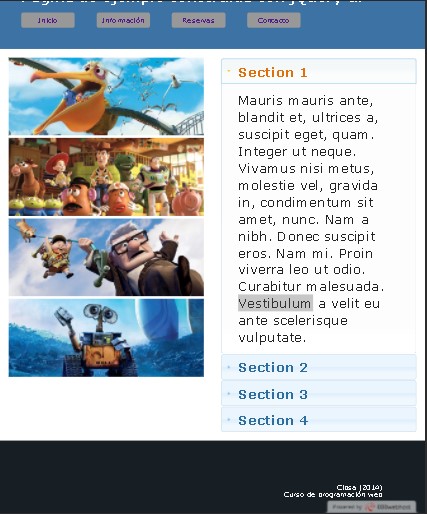 Página de ejemplo construida con jQuery UI
Inicio
Información
Reservas
Contacto
Section 1
Mauris mauris ante,
blandit et, ultrices a,
suscipit eget, quam.
Integer ut neque.
Vivamus nisi metus,
molestie vel, gravida
in, condimentum sit
amet, nunc. Nam a
nibh. Donec suscipit
eros. Nam mi. Proin
viverra leo ut odio.
Curabitur malesuada.
Vestibulum a velit eu
ante scelerisque
vulputate.
Section 2
Section 3
Section 4
(2014)
Curso de programación web
Powered by